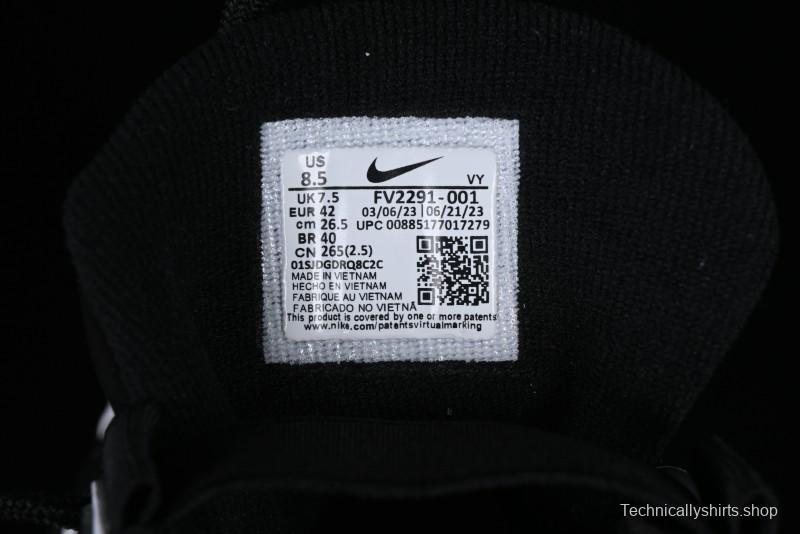 US
8.5
VY
UK 7.5 FV2291-001
EUR 42 03/06/23 06/21/23
cm 26.5 UPC 00885177017279
BR 40
CN 265(2.5)
01SJDGDRQ8C2C
MADE IN VIETNAM
HECHO EN VIETNAM
FABRIQUE AU VIETNAM
FABRICADO NO VIETNÃ
This product is covered by one or more patents
www.nike.com/patentsvirtualmarking
Technicallyshirts.shop